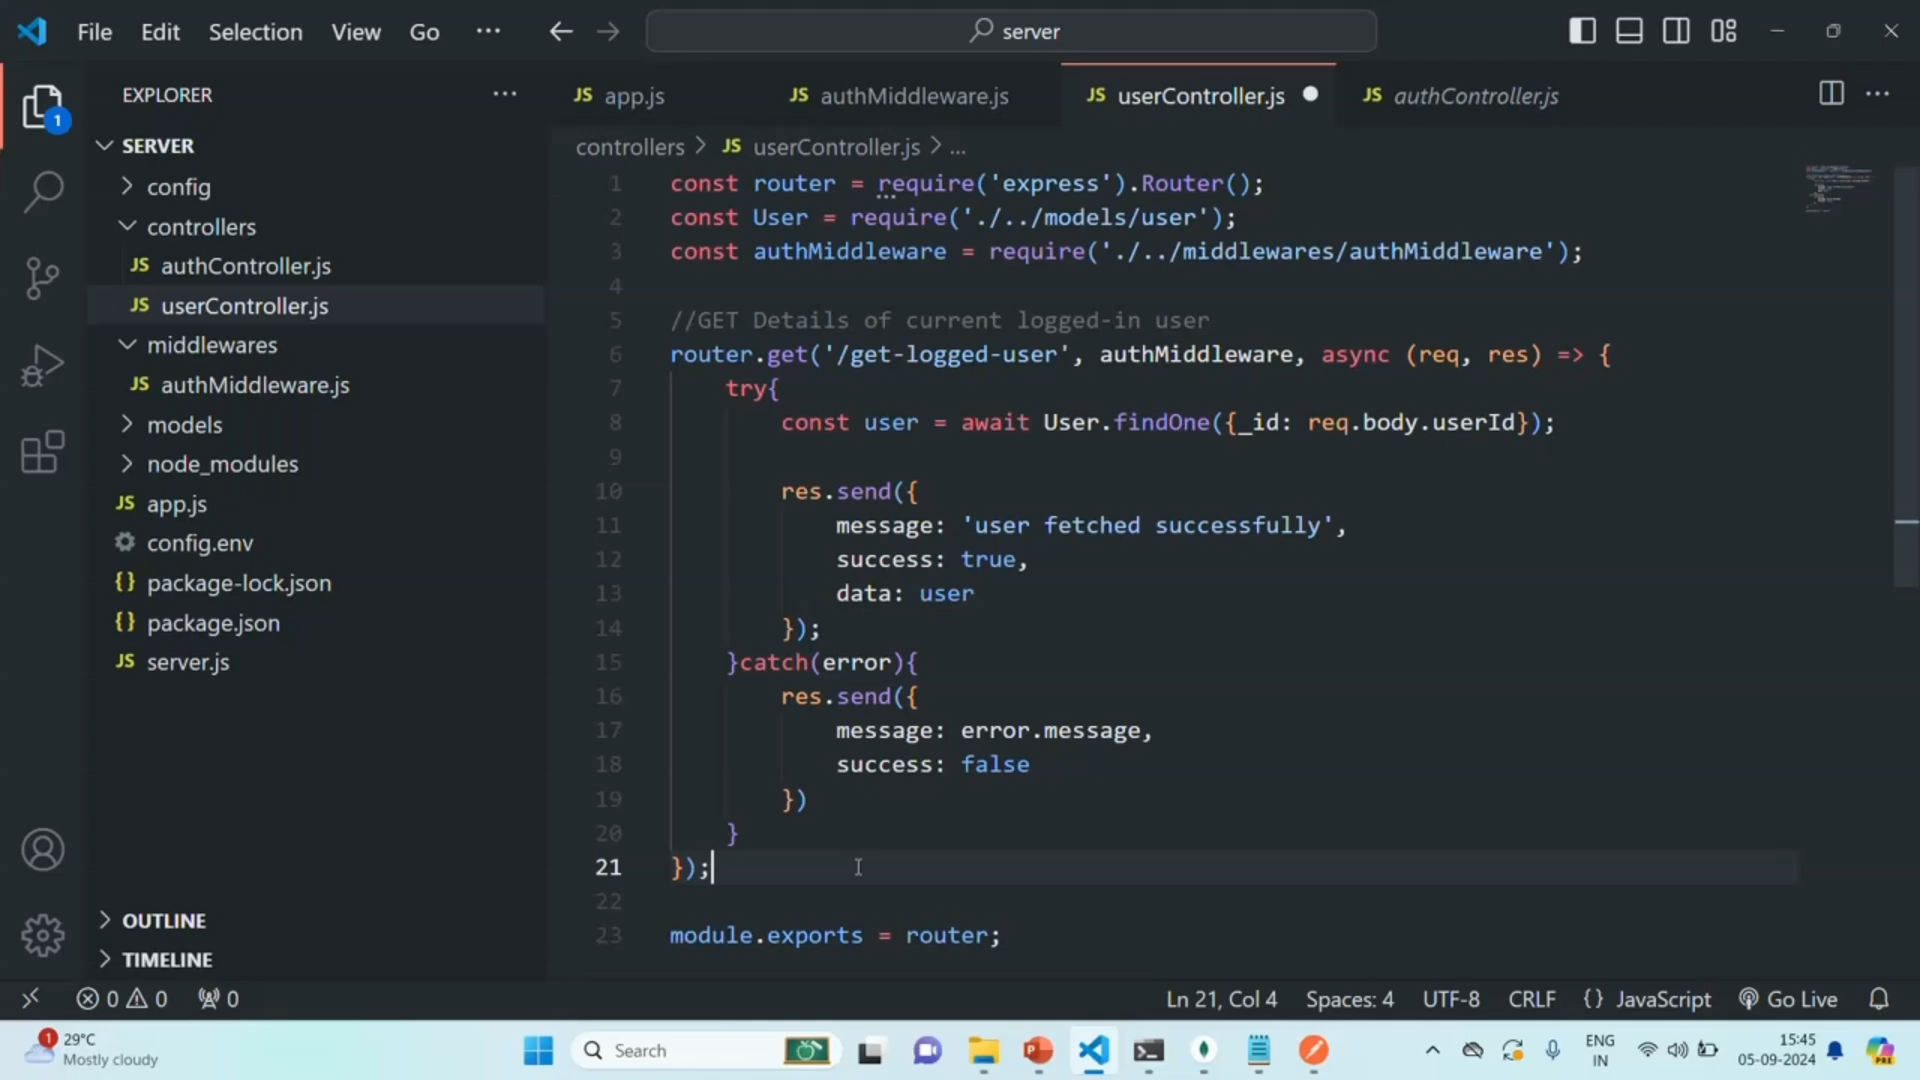 File Edit Selection View Go ··· server
EXPLORER ···
1
SERVER
config
controllers
JS authController.js
JS userController.js
middlewares
JS authMiddleware.js
models
node_modules
JS app.js
config.env
{} package-lock.json
{} package.json
JS server.js
OUTLINE
TIMELINE
JS app.js JS authMiddleware.js JS userController.js JS authController.js ···
controllers > JS userController.js > ...
1 const router = require('express').Router();
2 const User = require('./../models/user');
3 const authMiddleware = require('./../middlewares/authMiddleware');
4
5 //GET Details of current logged-in user
6 router.get('/get-logged-user', authMiddleware, async (req, res) => {
7 try{
8 const user = await User.findOne({_id: req.body.userId});
9
10 res.send({
11 message: 'user fetched successfully',
12 success: true,
13 data: user
14 });
15 }catch(error){
16 res.send({
17 message: error.message,
18 success: false
19 })
20 }
21 });
22
23 module.exports = router;
0 0 0 Ln 21, Col 4 Spaces: 4 UTF-8 CRLF {} JavaScript Go Live
1 29°C
Mostly cloudy
Search
P
ENG
IN
15:45
05-09-2024
PRE